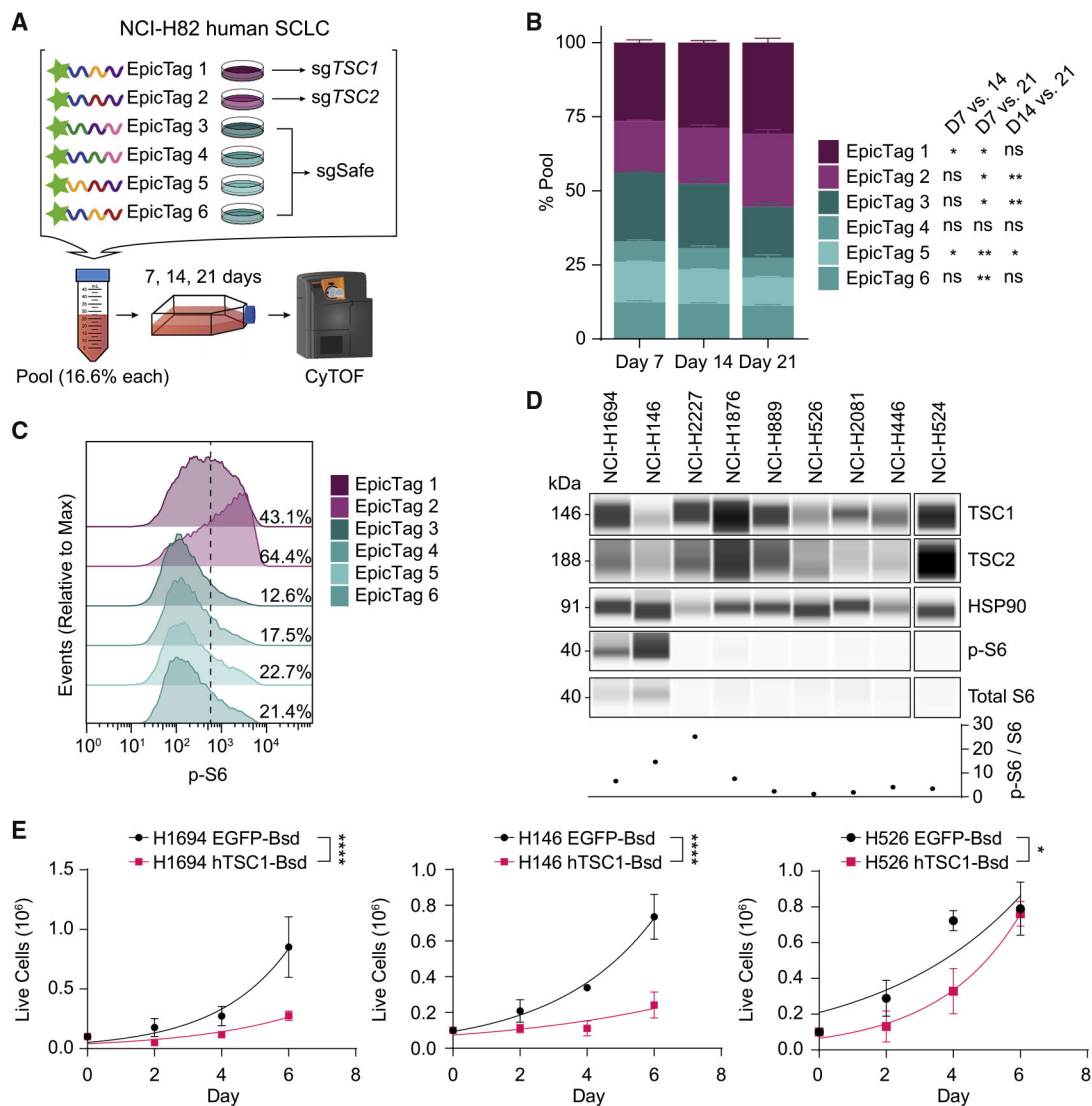 A
NCI-H82 human SCLC
EpicTag 1
sgTSC1
EpicTag 2
sgTSC2
EpicTag 3
EpicTag 4
sgSafe
EpicTag 5
EpicTag 6
7, 14, 21 days
Pool (16.6% each)
CyTOF
B
% Pool
100
75
50
25
0
Day 7
Day 14
Day 21
D7 vs. 14
D7 vs. 21
D14 vs. 21
EpicTag 1 * * ns
EpicTag 2 ns * **
EpicTag 3 ns * **
EpicTag 4 ns ns ns
EpicTag 5 * ** *
EpicTag 6 ns ** ns
C
Events (Relative to Max)
43.1%
64.4%
12.6%
17.5%
22.7%
21.4%
10⁰ 10¹ 10² 10³ 10⁴
p-S6
EpicTag 1
EpicTag 2
EpicTag 3
EpicTag 4
EpicTag 5
EpicTag 6
D
NCI-H1694
NCI-H146
NCI-H2227
NCI-H1876
NCI-H889
NCI-H526
NCI-H2081
NCI-H446
NCI-H524
kDa
146 TSC1
188 TSC2
91 HSP90
40 p-S6
40 Total S6
30
20
10
0
p-S6 / S6
E
H1694 EGFP-Bsd
H1694 hTSC1-Bsd
****
Live Cells (10⁶)
1.5
1.0
0.5
0.0
0 2 4 6 8
Day
H146 EGFP-Bsd
H146 hTSC1-Bsd
****
Live Cells (10⁶)
1.0
0.8
0.6
0.4
0.2
0.0
0 2 4 6 8
Day
H526 EGFP-Bsd
H526 hTSC1-Bsd
*
Live Cells (10⁶)
1.0
0.8
0.6
0.4
0.2
0.0
0 2 4 6 8
Day